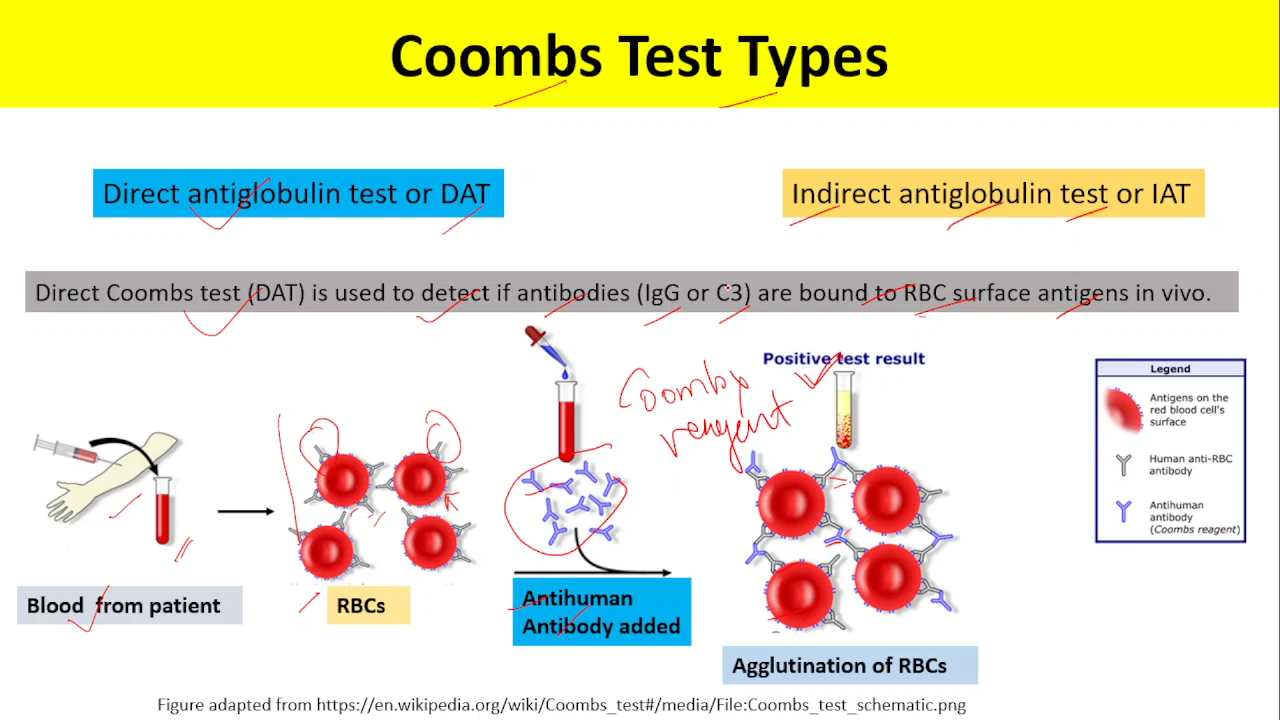 Coombs Test Types
Direct antiglobulin test or DAT
Indirect antiglobulin test or IAT
Direct Coombs test (DAT) is used to detect if antibodies (IgG or C3) are bound to RBC surface antigens in vivo.
Coombs
reagent
Positive test result
Legend
Antigens on the
red blood cell's
surface
Human anti-RBC
antibody
Antihuman
antibody
(Coombs reagent)
Blood from patient
RBCs
Antihuman
Antibody added
Agglutination of RBCs
Figure adapted from https://en.wikipedia.org/wiki/Coombs_test#/media/File:Coombs_test_schematic.png